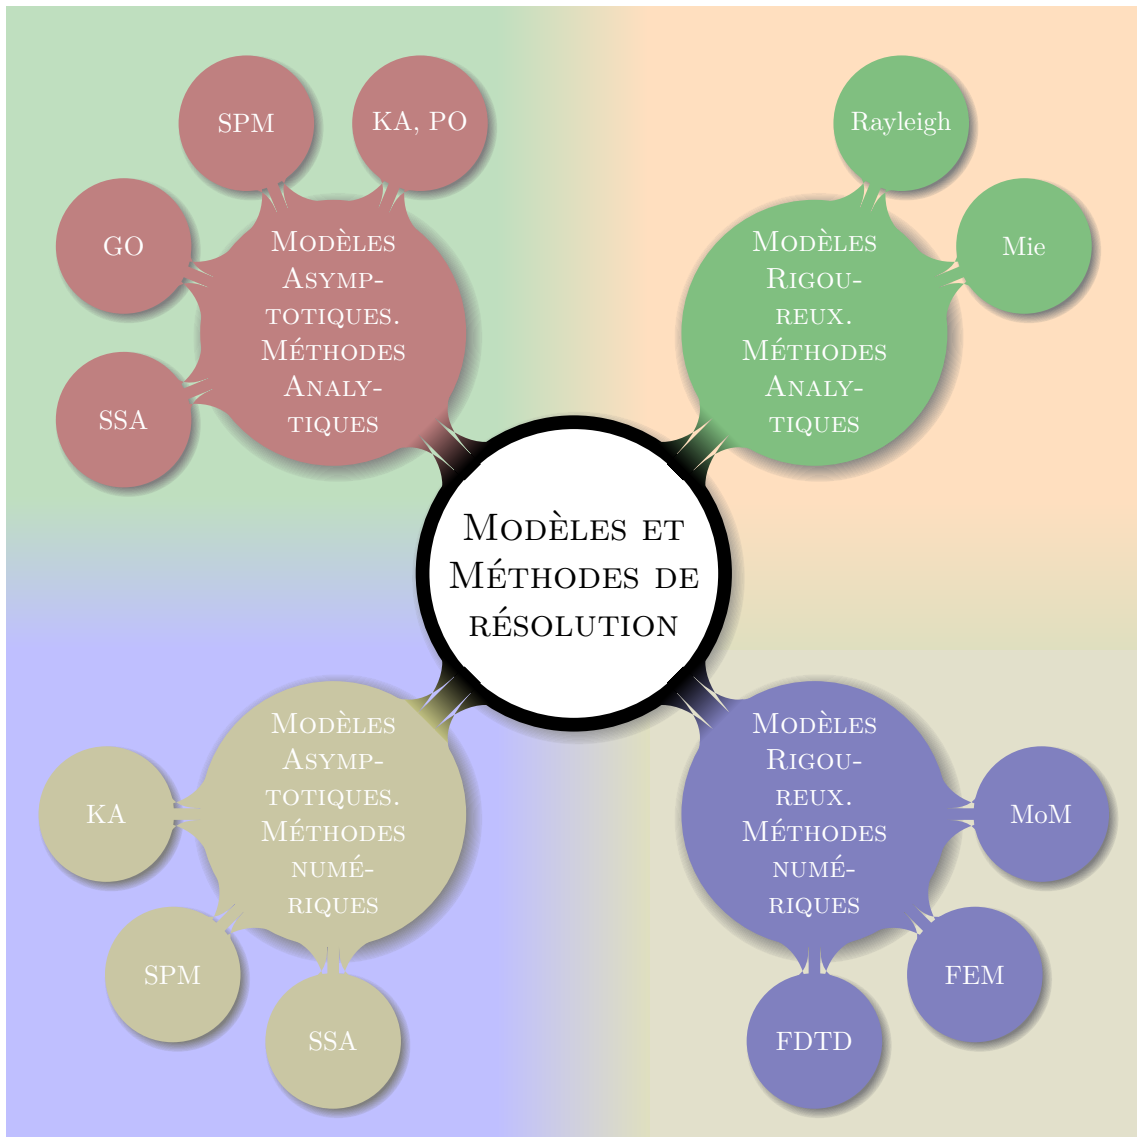 SPM
KA, PO
GO
SSA
Modèles
Asymp-
totiques.
Méthodes
Analy-
tiques
Rayleigh
Mie
Modèles
Rigou-
reux.
Méthodes
Analy-
tiques
Modèles et
Méthodes de
résolution
Modèles
Asymp-
totiques.
Méthodes
numé-
riques
KA
SPM
SSA
Modèles
Rigou-
reux.
Méthodes
numé-
riques
MoM
FEM
FDTD